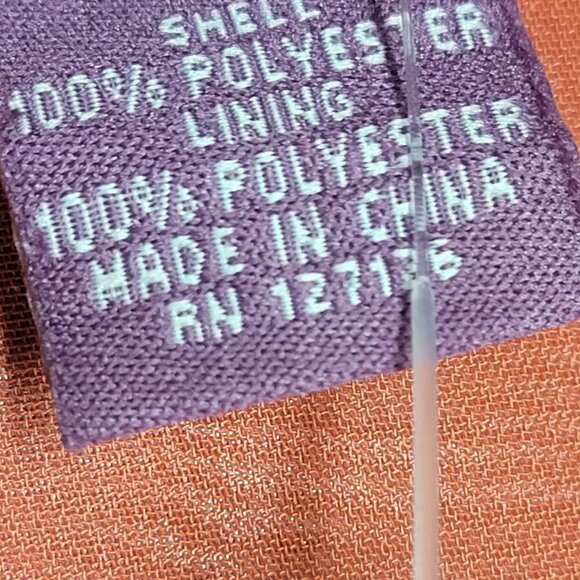 SHELL
100% POLYESTER
LINING
100% POLYESTER
MADE IN CHINA
RN